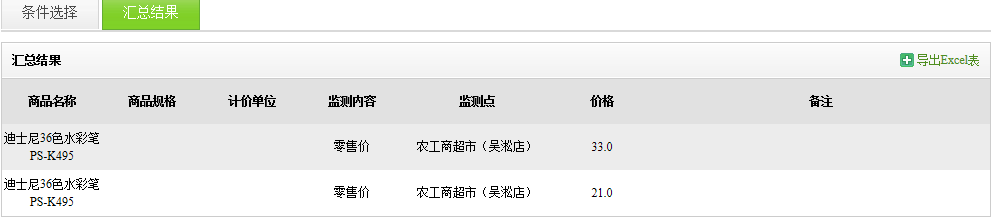 条件选择 汇总结果
汇总结果 导出Excel表
商品名称 商品规格 计价单位 监测内容 监测点 价格 备注
迪士尼36色水彩笔
PS-K495 零售价 农工商超市（吴淞店） 33.0
迪士尼36色水彩笔
PS-K495 零售价 农工商超市（吴淞店） 21.0